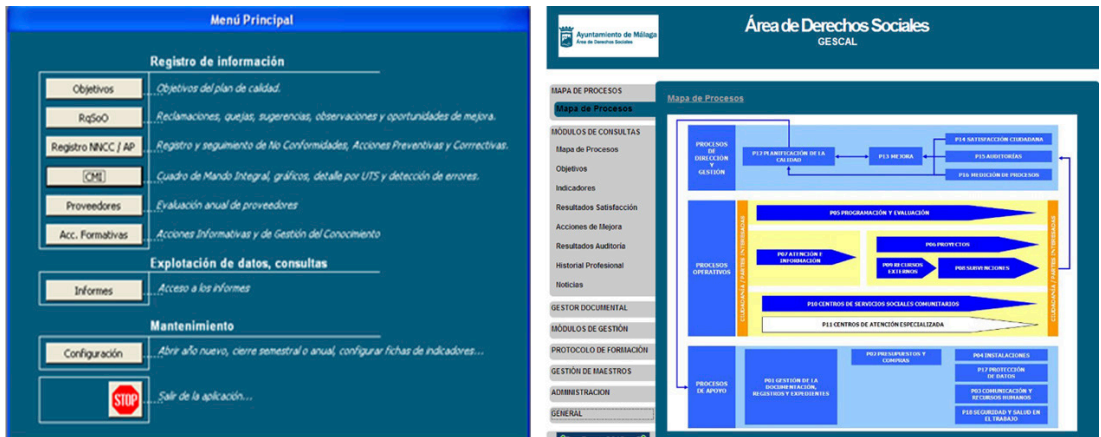 Menú Principal
Registro de información
Objetivos
Objetivos del plan de calidad.
RqSoO
Reclamaciones, quejas, sugerencias, observaciones y oportunidades de mejora.
Registro NNCC / AP
Registro y seguimiento de No Conformidades, Acciones Preventivas y Corrrectivas.
CMI
Cuadro de Mando Integral, gráficos, detalle por UTS y detección de errores.
Proveedores
Evaluación anual de proveedores
Acc. Formativas
Acciones Informativas y de Gestión del Conocimiento
Explotación de datos, consultas
Informes
Acceso a los informes
Mantenimiento
Configuración
Abrir año nuevo, cierre semestral o anual, configurar fichas de indicadores...
STOP
Salir de la aplicación...
Ayuntamiento de Málaga
Área de Derechos Sociales
Área de Derechos Sociales
GESCAL
MAPA DE PROCESOS
Mapa de Procesos
MÓDULOS DE CONSULTAS
Mapa de Procesos
Objetivos
Indicadores
Resultados Satisfacción
Acciones de Mejora
Resultados Auditoría
Historial Profesional
Noticias
GESTOR DOCUMENTAL
MÓDULOS DE GESTIÓN
PROTOCOLO DE FORMACIÓN
GESTIÓN DE MAESTROS
ADMINISTRACION
GENERAL
Mapa de Procesos
PROCESOS
DE
DIRECCIÓN
Y
GESTIÓN
P12 PLANIFICACIÓN DE LA
CALIDAD
P13 MEJORA
P14 SATISFACCIÓN CIUDADANA
P15 AUDITORÍAS
P16 MEDICIÓN DE PROCESOS
PROCESOS
OPERATIVOS
CIUDADANÍA / PARTES INTERESADAS
P05 PROGRAMACIÓN Y EVALUACIÓN
P07 ATENCIÓN E
INFORMACIÓN
P06 PROYECTOS
P09 RECURSOS
EXTERNOS
P08 SUBVENCIONES
P10 CENTROS DE SERVICIOS SOCIALES COMUNITARIOS
P11 CENTROS DE ATENCIÓN ESPECIALIZADA
CIUDADANÍA / PARTES INTERESADAS
PROCESOS
DE APOYO
P01 GESTIÓN DE LA
DOCUMENTACIÓN,
REGISTROS Y EXPEDIENTES
PRESUPUESTOS Y
COMPRAS
P04 INSTALACIONES
P17 PROTECCIÓN
DE DATOS
P03 COMUNICACIÓN Y
RECURSOS HUMANOS
P18 SEGURIDAD Y SALUD EN
EL TRABAJO